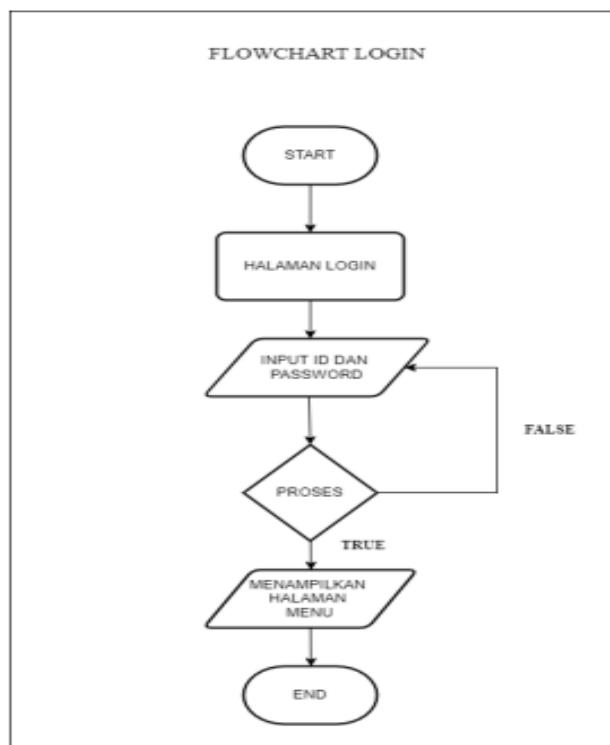 FLOWCHART LOGIN
START
HALAMAN LOGIN
INPUT ID DAN
PASSWORD
FALSE
PROSES
TRUE
MENAMPILKAN
HALAMAN
MENU
END